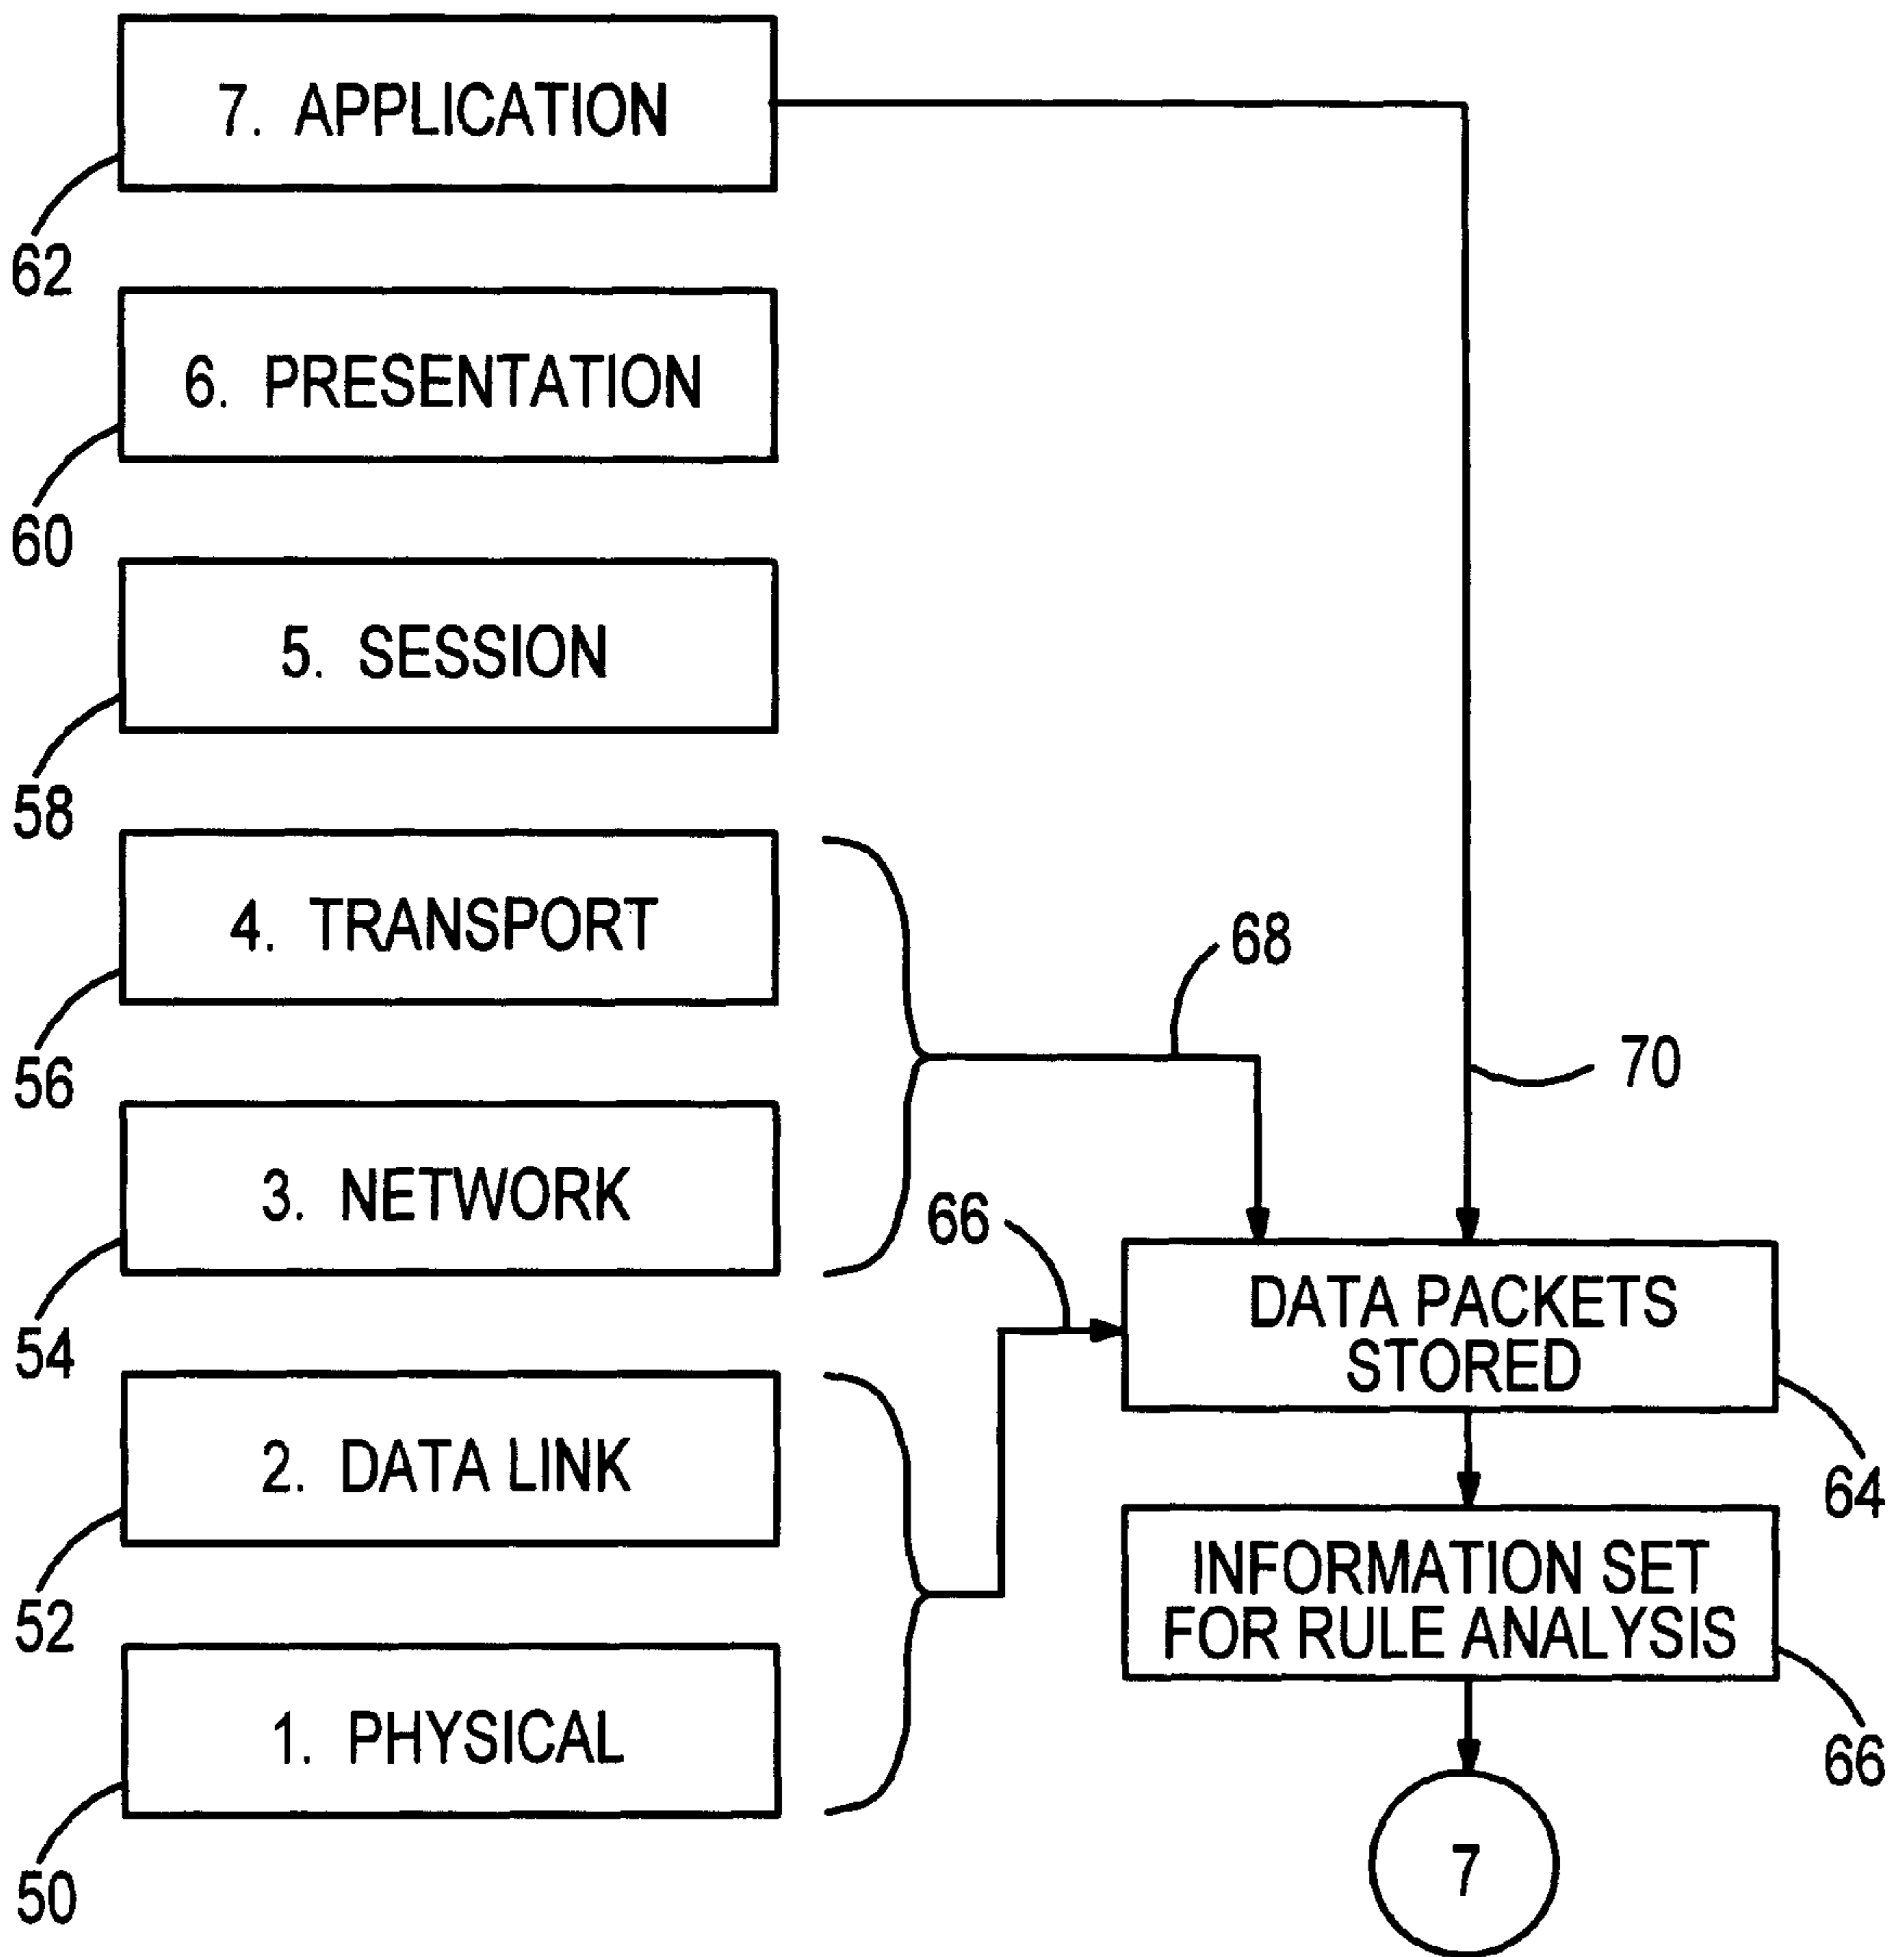 7. APPLICATION
62
6. PRESENTATION
60
5. SESSION
58
4. TRANSPORT
56
68
70
3. NETWORK
54
66
DATA PACKETS
STORED
64
2. DATA LINK
52
INFORMATION SET
FOR RULE ANALYSIS
66
1. PHYSICAL
50
7